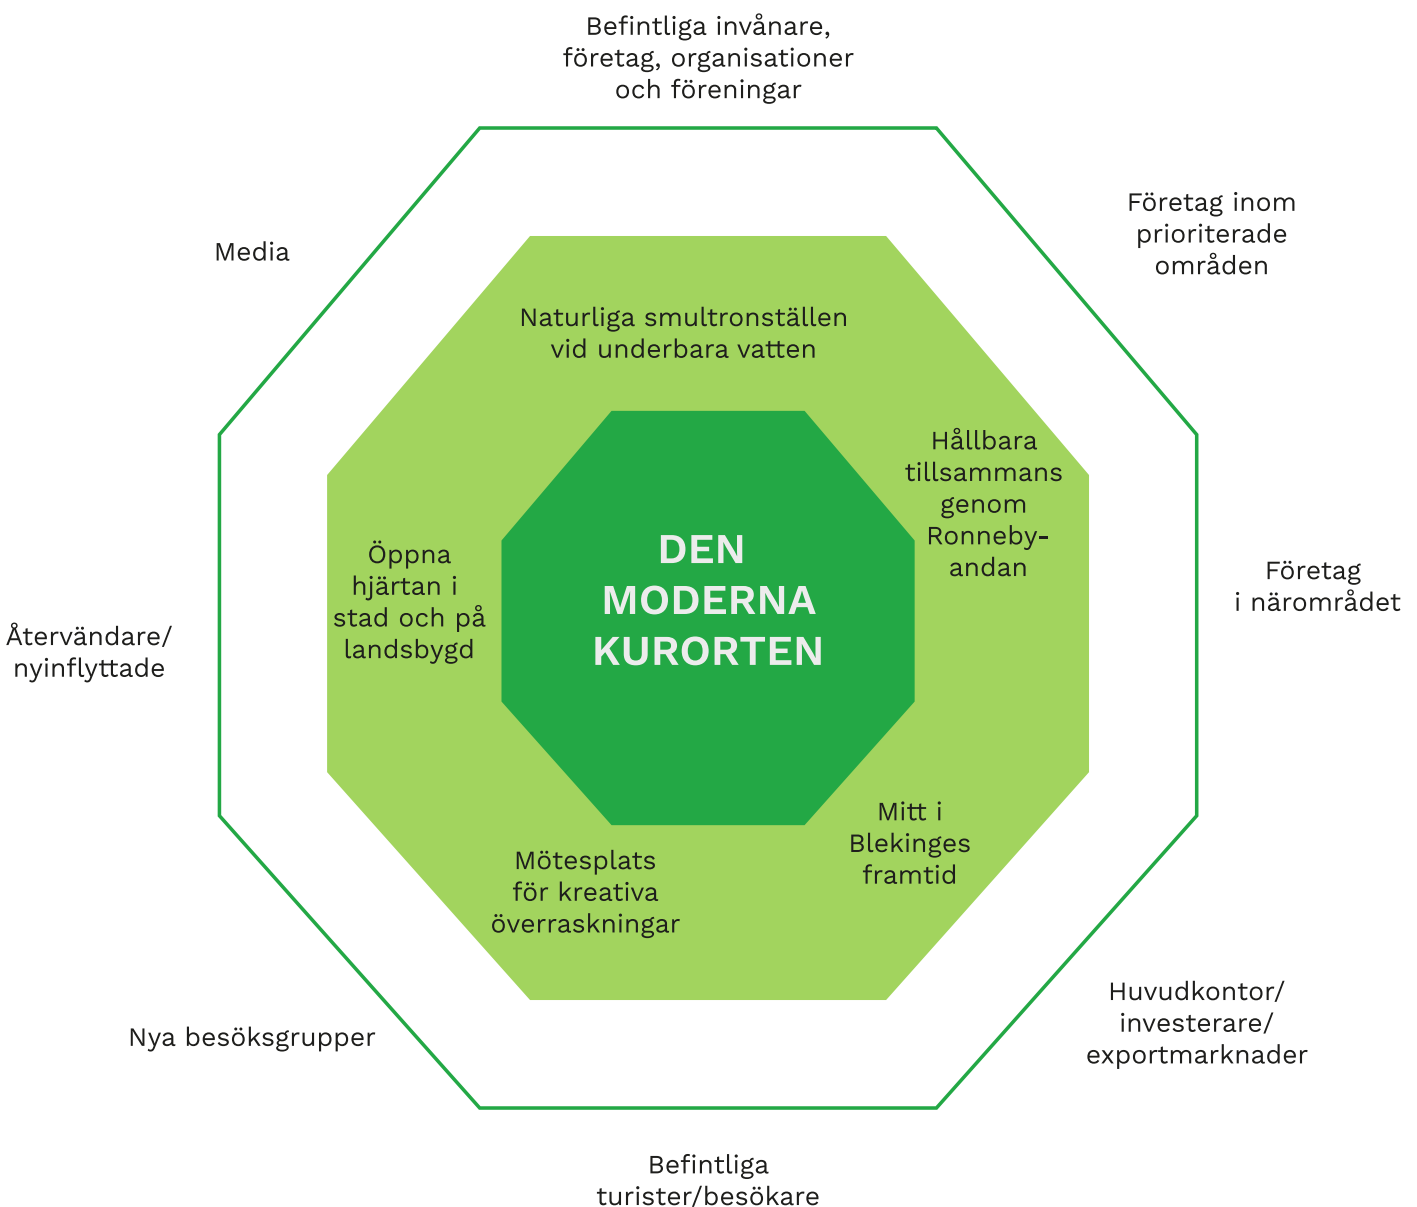 Befintliga invånare,
företag, organisationer
och föreningar
Media
Företag inom
prioriterade
områden
Naturliga smultronställen
vid underbara vatten
Hållbara
tillsammans
genom
Ronneby-
andan
DEN
MODERNA
KURORTEN
Öppna
hjärtan i
stad och på
landsbygd
Företag
i närområdet
Återvändare/
nyinflyttade
Mitt i
Blekinges
framtid
Mötesplats
för kreativa
överraskningar
Nya besöksgrupper
Huvudkontor/
investerare/
exportmarknader
Befintliga
turister/besökare